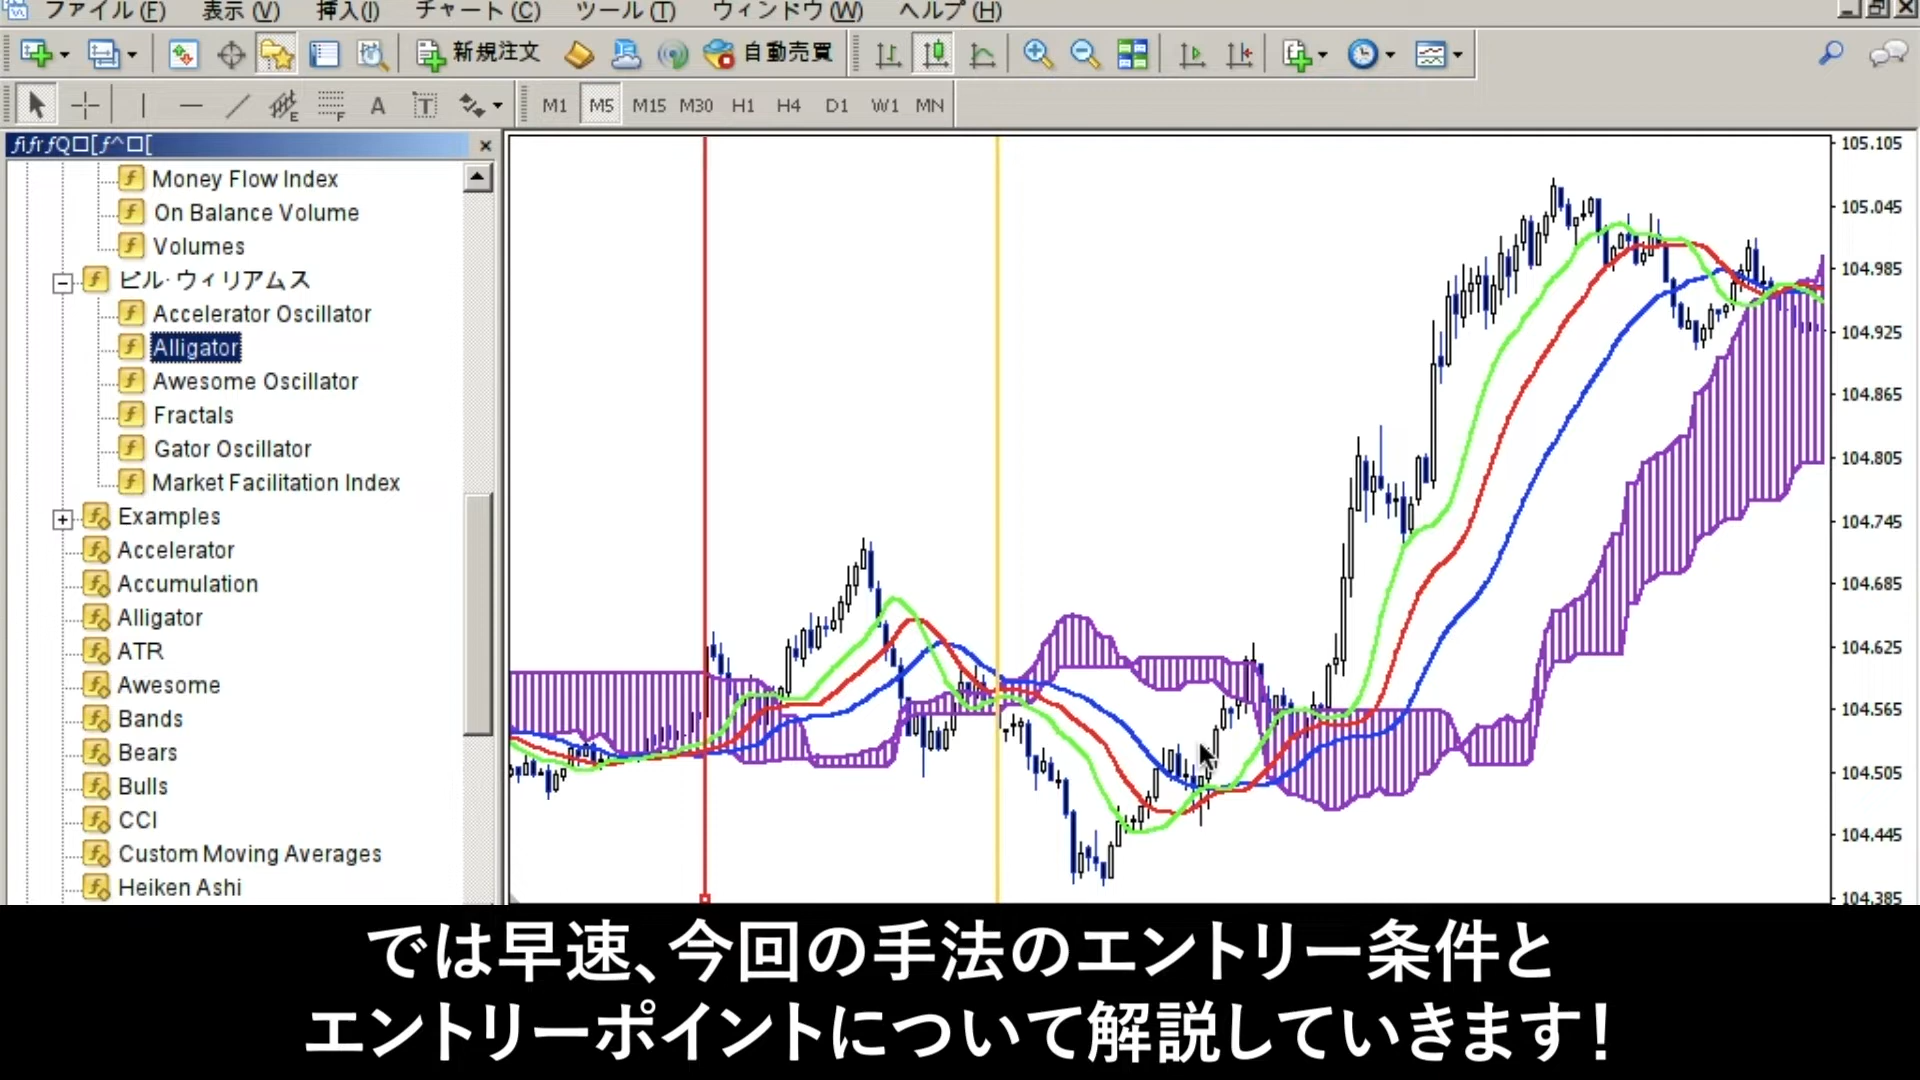 ファイル(F) 表示(V) 挿入(I) チャート(C) ツール(T) ウィンドウ(W) ヘルプ(H)
新規注文 自動売買
E F A T M1 M5 M15 M30 H1 H4 D1 W1 MN
Money Flow Index
On Balance Volume
Volumes
ビル・ウィリアムス
Accelerator Oscillator
Alligator
Awesome Oscillator
Fractals
Gator Oscillator
Market Facilitation Index
Examples
Accelerator
Accumulation
Alligator
ATR
Awesome
Bands
Bears
Bulls
CCI
Custom Moving Averages
Heiken Ashi
105.105
105.045
104.985
104.925
104.865
104.805
104.745
104.685
104.625
104.565
104.505
104.445
104.385
では早速、今回の手法のエントリー条件と
エントリーポイントについて解説していきます!